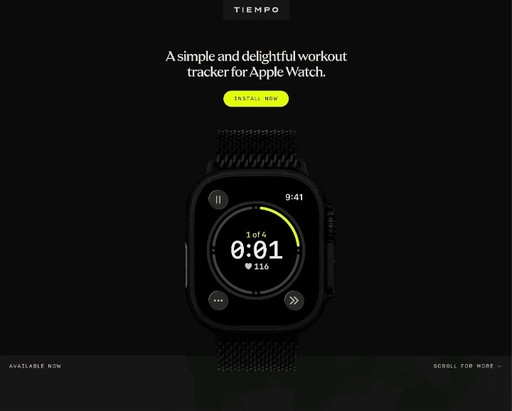 TIEMPO
A simple and delightful workout
tracker for Apple Watch.
INSTALL NOW
9:41
1 of 4
0:01
116
AVAILABLE NOW
SCROLL FOR MORE